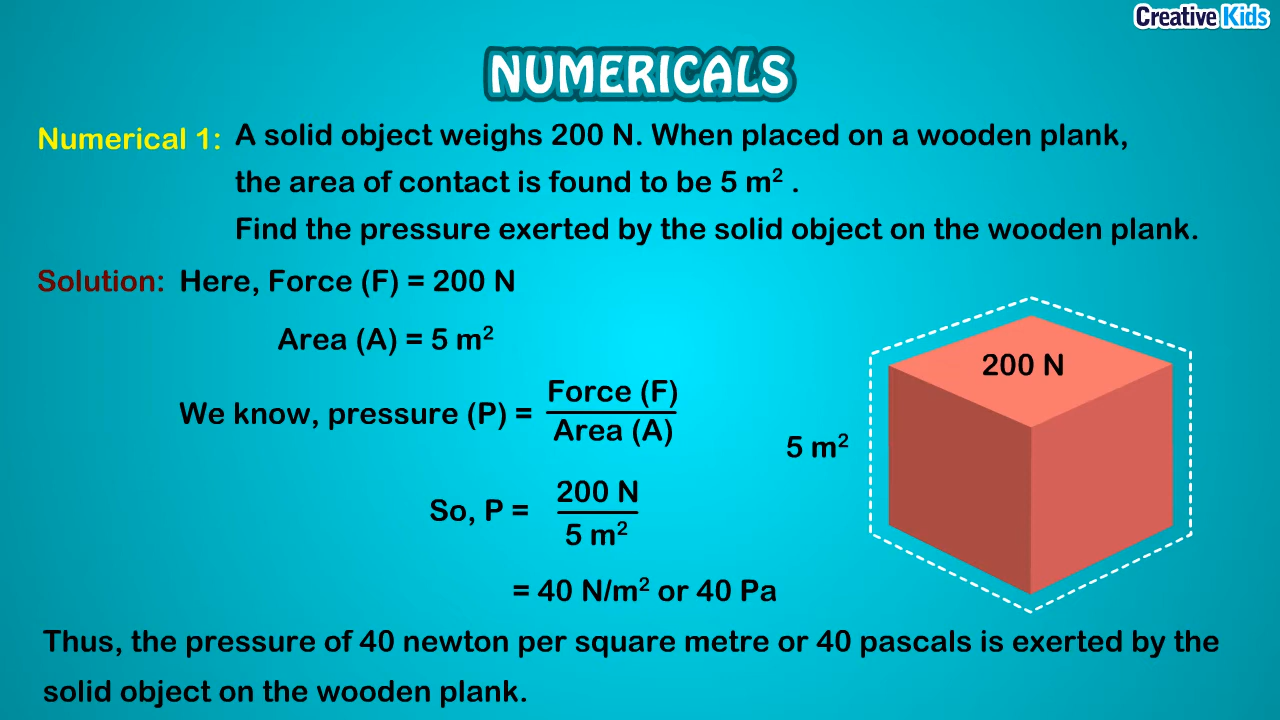 Creative Kids
NUMERICALS
Numerical 1: A solid object weighs 200 N. When placed on a wooden plank,
the area of contact is found to be 5 m² .
Find the pressure exerted by the solid object on the wooden plank.
Solution: Here, Force (F) = 200 N
Area (A) = 5 m²
We know, pressure (P) = Force (F)
Area (A)
So, P = 200 N
5 m²
= 40 N/m² or 40 Pa
200 N
5 m²
Thus, the pressure of 40 newton per square metre or 40 pascals is exerted by the
solid object on the wooden plank.